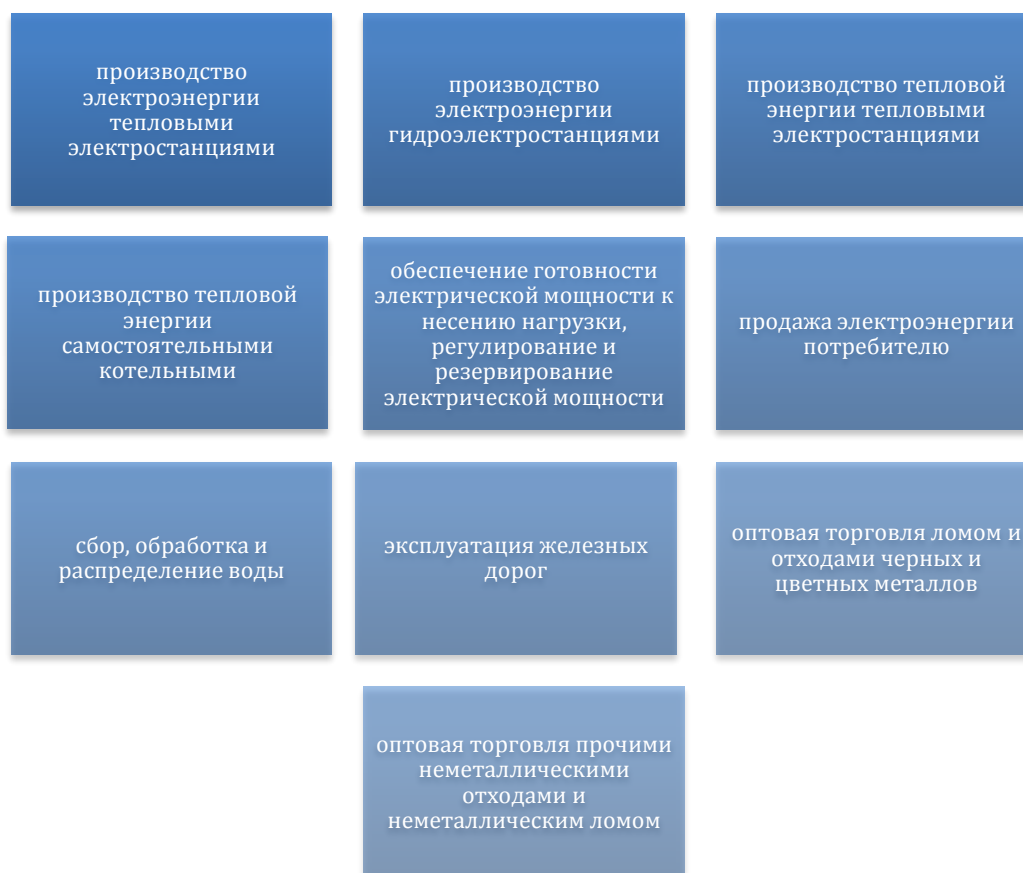 производство
электроэнергии
тепловыми
электростанциями
производство
электроэнергии
гидроэлектростанциями
производство тепловой
энергии тепловыми
электростанциями
производство тепловой
энергии
самостоятельными
котельными
обеспечение готовности
электрической мощности к
несению нагрузки,
регулирование и
резервирование
электрической мощности
продажа электроэнергии
потребителю
сбор, обработка и
распределение воды
эксплуатация железных
дорог
оптовая торговля ломом и
отходами черных и
цветных металлов
оптовая торговля прочими
неметаллическими
отходами и
неметаллическим ломом